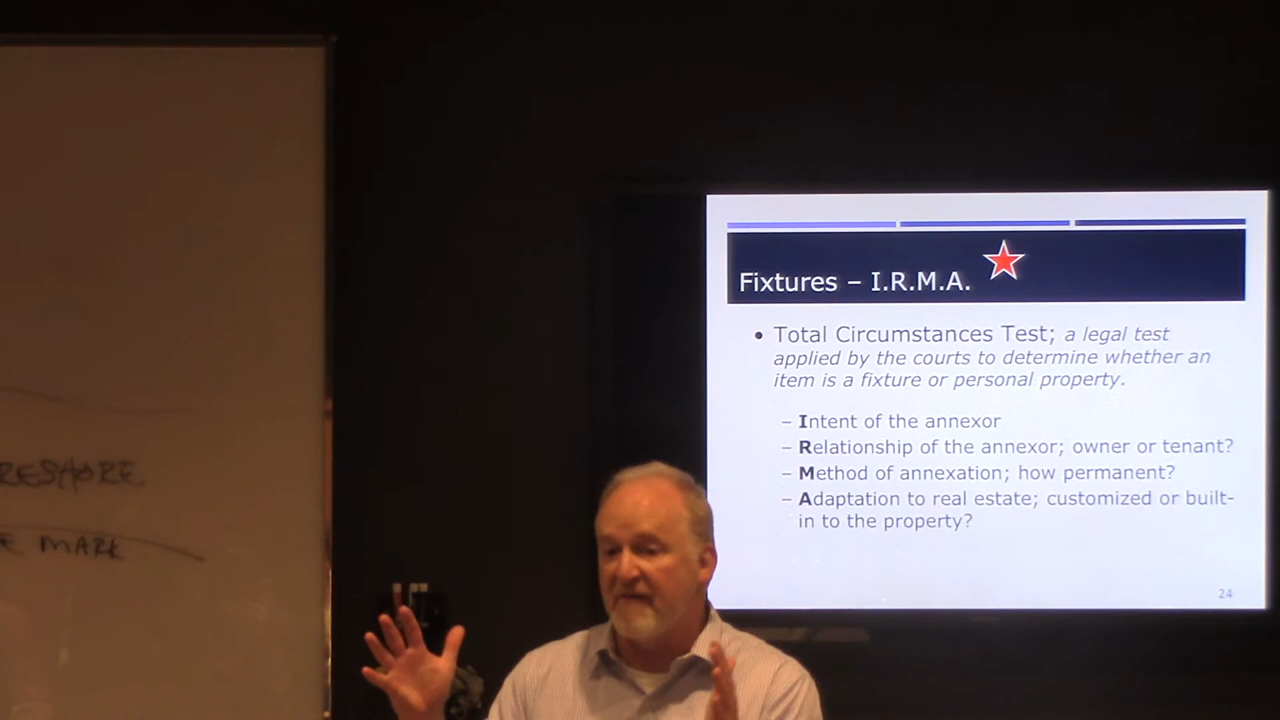 RESHORE
E MARK
Fixtures – I.R.M.A.
• Total Circumstances Test; a legal test
applied by the courts to determine whether an
item is a fixture or personal property.
– Intent of the annexor
– Relationship of the annexor; owner or tenant?
– Method of annexation; how permanent?
– Adaptation to real estate; customized or built-
in to the property?
24